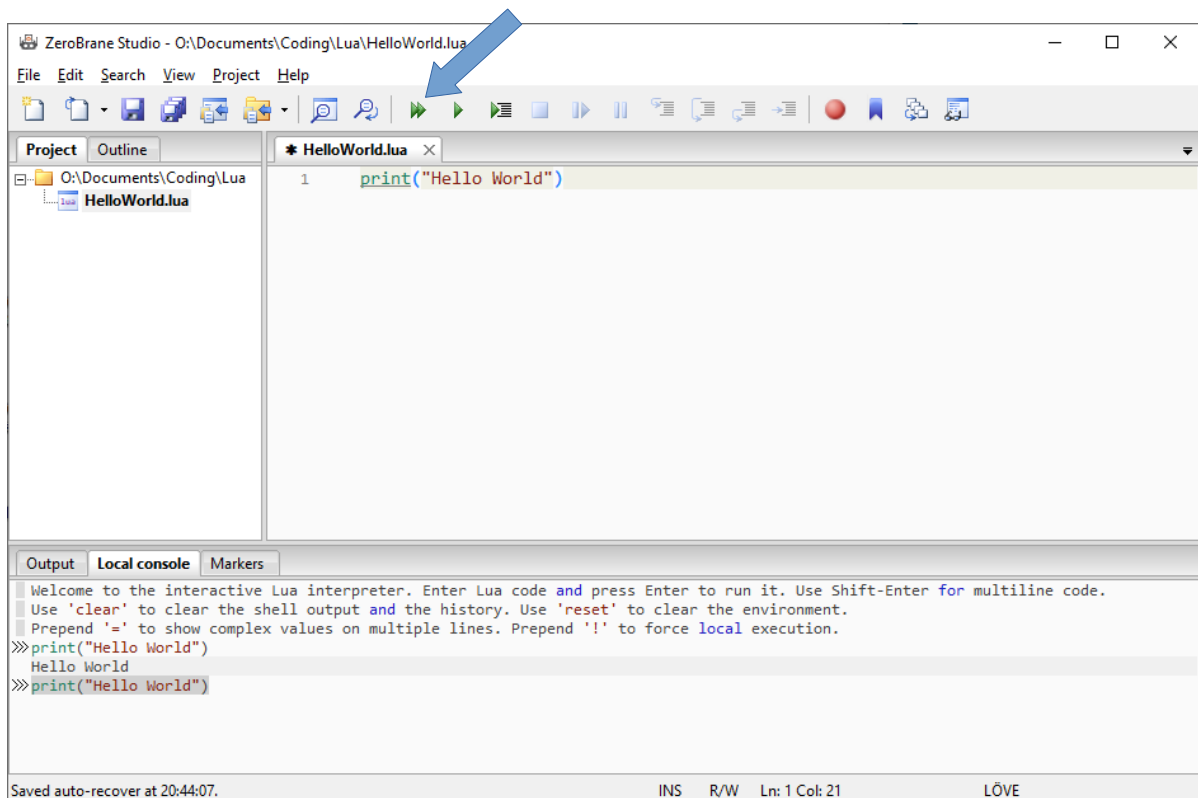 ZeroBrane Studio - O:\Documents\Coding\Lua\HelloWorld.lua
File Edit Search View Project Help
Project Outline
✱ HelloWorld.lua
O:\Documents\Coding\Lua
HelloWorld.lua
1 print("Hello World")
Output Local console Markers
Welcome to the interactive Lua interpreter. Enter Lua code and press Enter to run it. Use Shift-Enter for multiline code.
Use 'clear' to clear the shell output and the history. Use 'reset' to clear the environment.
Prepend '=' to show complex values on multiple lines. Prepend '!' to force local execution.
print("Hello World")
Hello World
print("Hello World")
Saved auto-recover at 20:44:07. INS R/W Ln: 1 Col: 21 LÖVE